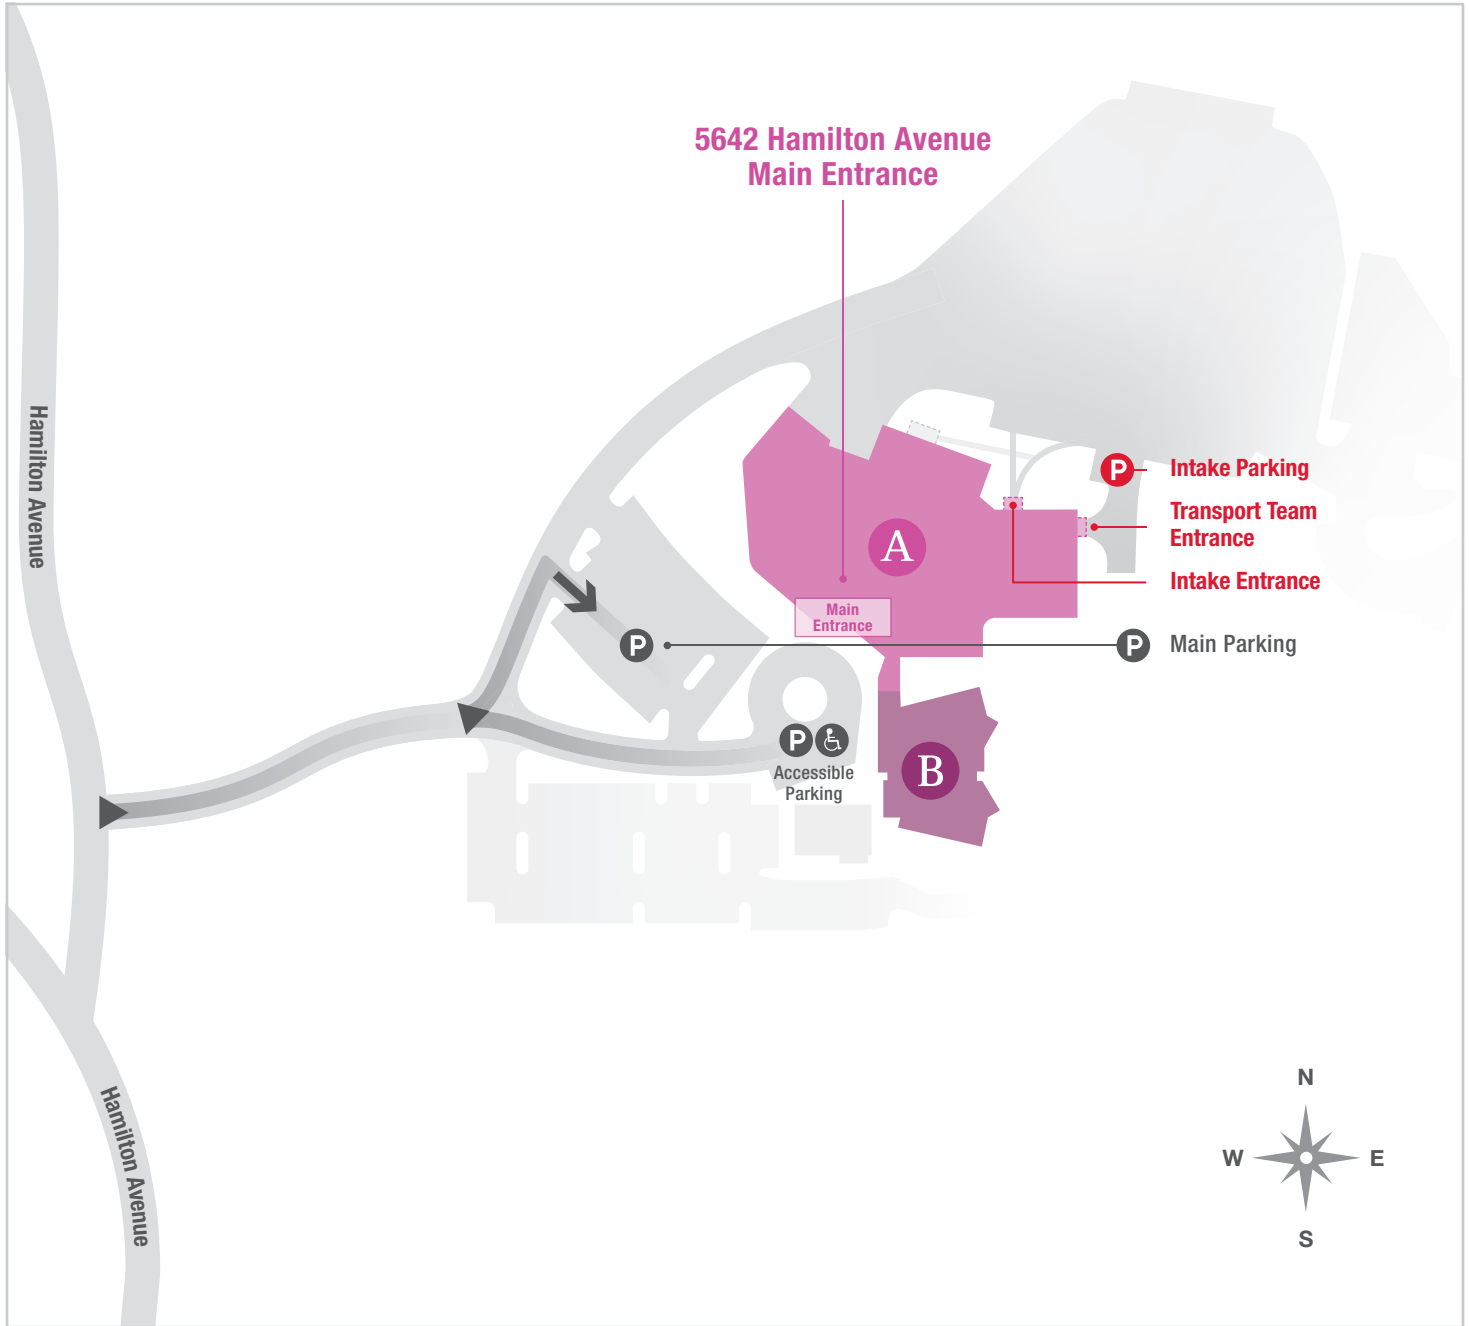 5642 Hamilton Avenue
Main Entrance
Hamilton Avenue
P
Intake Parking
Transport Team
Entrance
A
Intake Entrance
Main
Entrance
P
P
Main Parking
P
Accessible
Parking
B
Hamilton Avenue
N
W
E
S